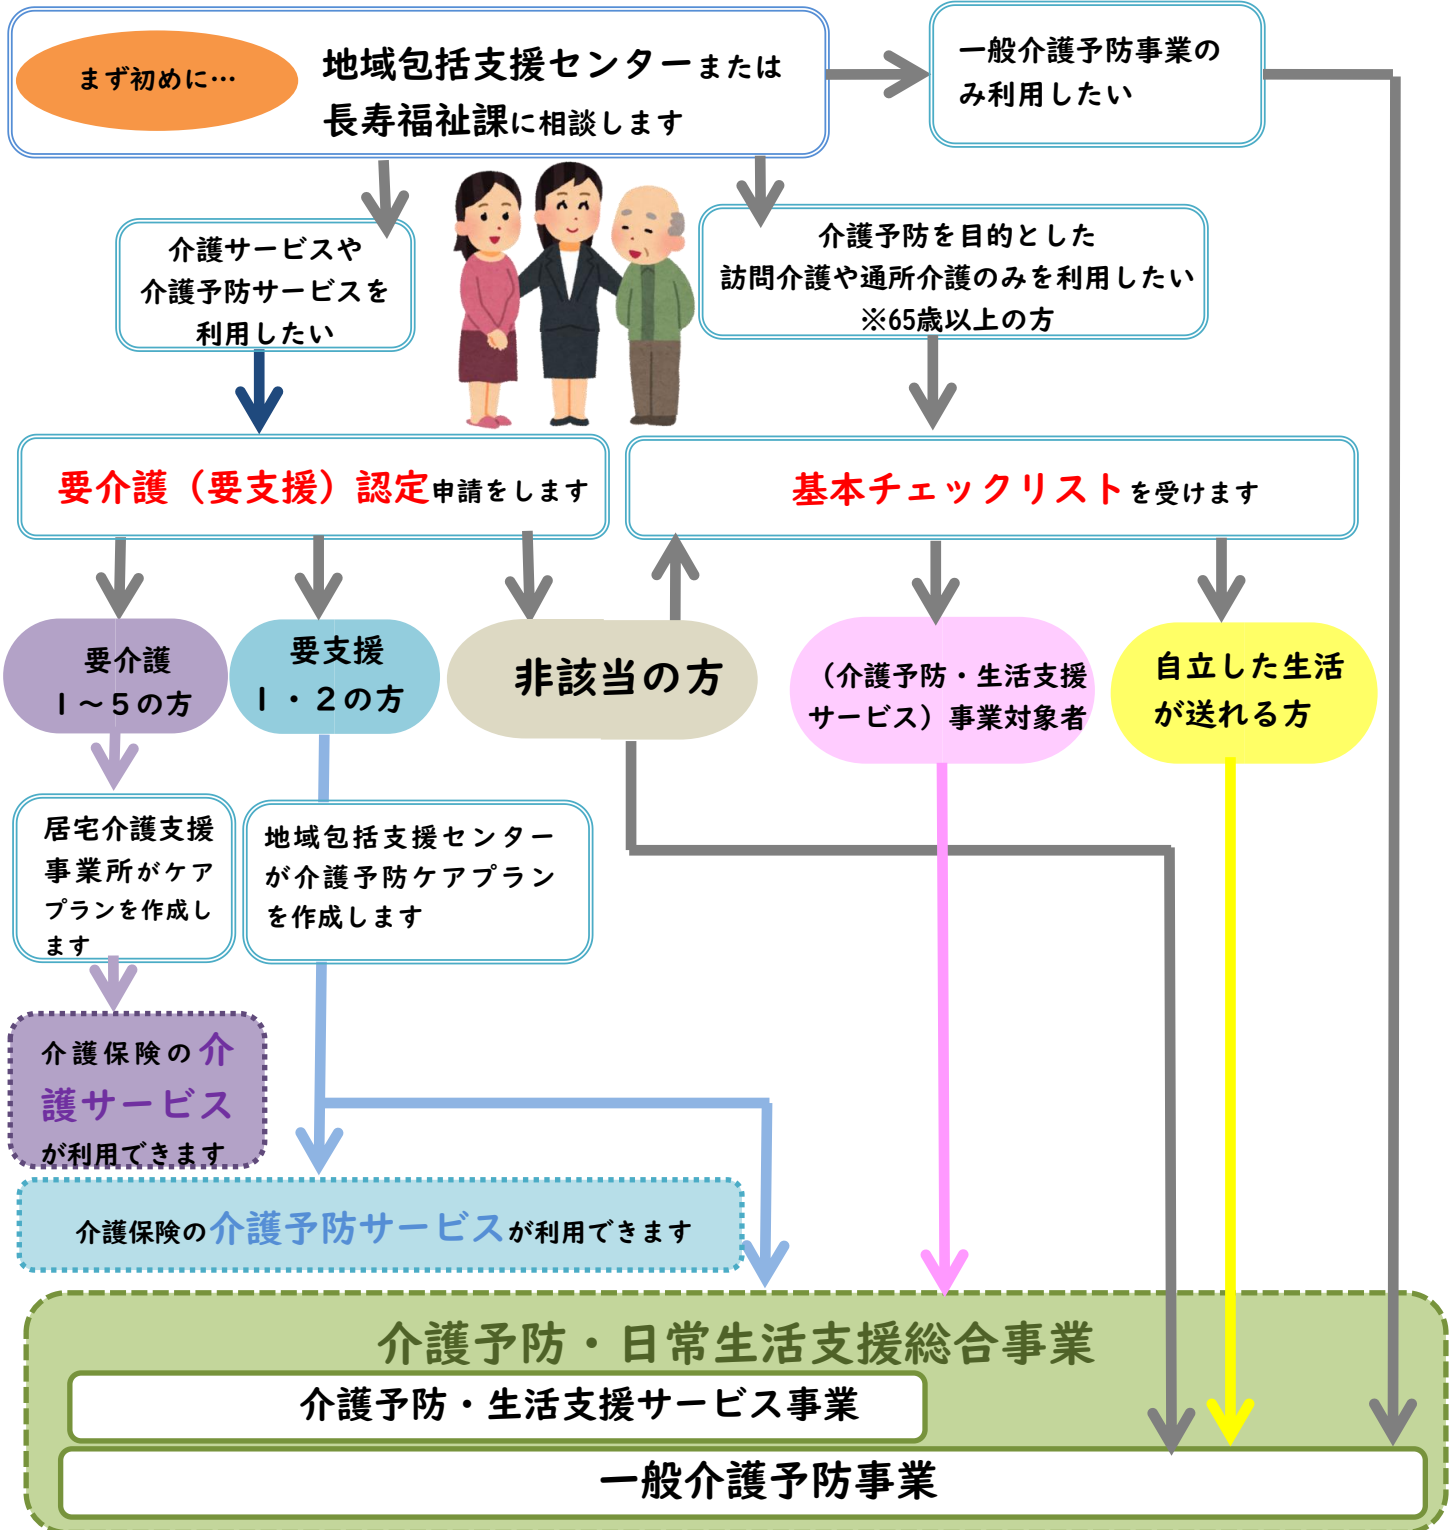 まず初めに…
地域包括支援センターまたは
長寿福祉課に相談します
一般介護予防事業の
み利用したい
介護サービスや
介護予防サービスを
利用したい
介護予防を目的とした
訪問介護や通所介護のみを利用したい
※65歳以上の方
要介護（要支援）認定申請をします
基本チェックリストを受けます
要介護
1～5の方
要支援
1・2の方
非該当の方
（介護予防・生活支援
サービス）事業対象者
自立した生活
が送れる方
居宅介護支援
事業所がケア
プランを作成し
ます
地域包括支援センター
が介護予防ケアプラン
を作成します
介護保険の介
護サービス
が利用できます
介護保険の介護予防サービスが利用できます
介護予防・日常生活支援総合事業
介護予防・生活支援サービス事業
一般介護予防事業